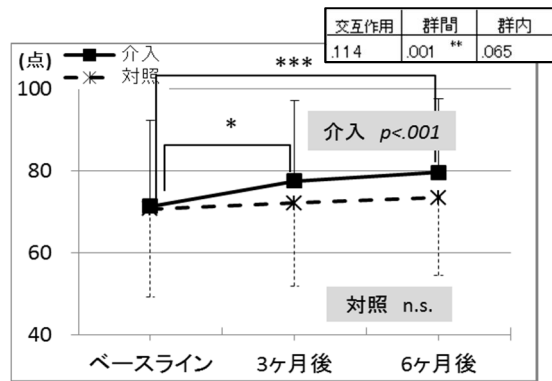 交互作用 群間 群内
.114 .001 ** .065
(点)
介入
対照
***
*
介入 p<.001
対照 n.s.
100
80
60
40
ベースライン 3ヶ月後 6ヶ月後